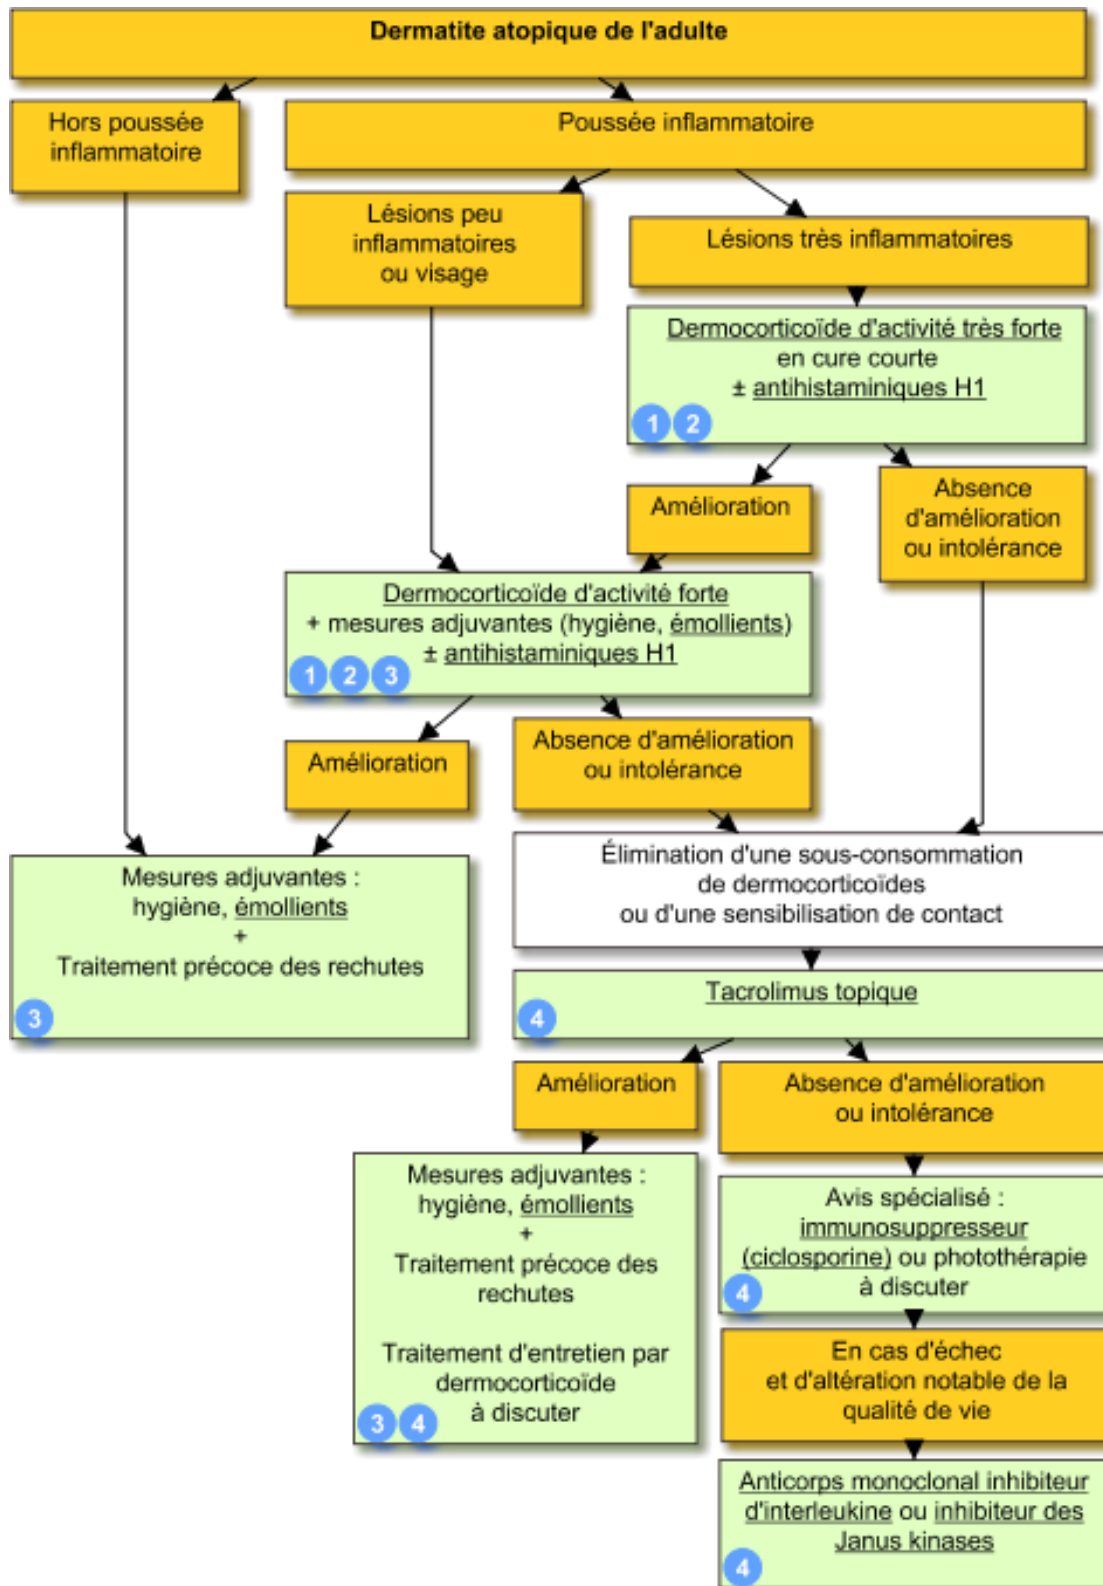 Dermatite atopique de l'adulte
Hors poussée
inflammatoire
Poussée inflammatoire
Lésions peu
inflammatoires
ou visage
Lésions très inflammatoires
Dermocorticoïde d'activité très forte
en cure courte
± antihistaminiques H1
1 2
Amélioration
Absence
d'amélioration
ou intolérance
Dermocorticoïde d'activité forte
+ mesures adjuvantes (hygiène, émollients)
± antihistaminiques H1
1 2 3
Amélioration
Absence d'amélioration
ou intolérance
Mesures adjuvantes :
hygiène, émollients
+
Traitement précoce des rechutes
3
Élimination d'une sous-consommation
de dermocorticoïdes
ou d'une sensibilisation de contact
Tacrolimus topique
4
Amélioration
Absence d'amélioration
ou intolérance
Mesures adjuvantes :
hygiène, émollients
+
Traitement précoce des
rechutes
Traitement d'entretien par
dermocorticoïde
à discuter
3 4
Avis spécialisé :
immunosuppresseur
(ciclosporine) ou photothérapie
à discuter
4
En cas d'échec
et d'altération notable de la
qualité de vie
Anticorps monoclonal inhibiteur
d'interleukine ou inhibiteur des
Janus kinases
4